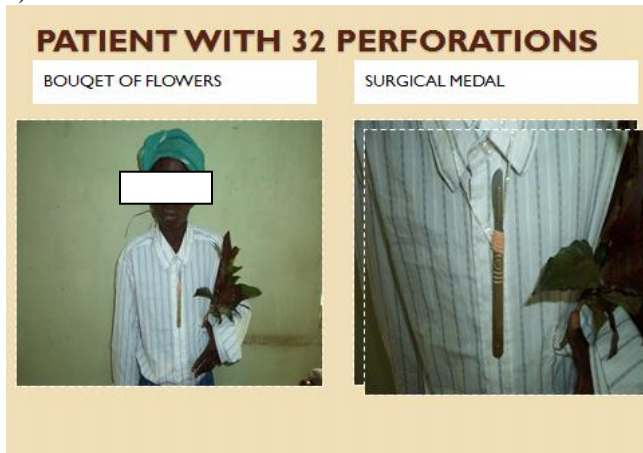 PATIENT WITH 32 PERFORATIONS
BOUQET OF FLOWERS
SURGICAL MEDAL